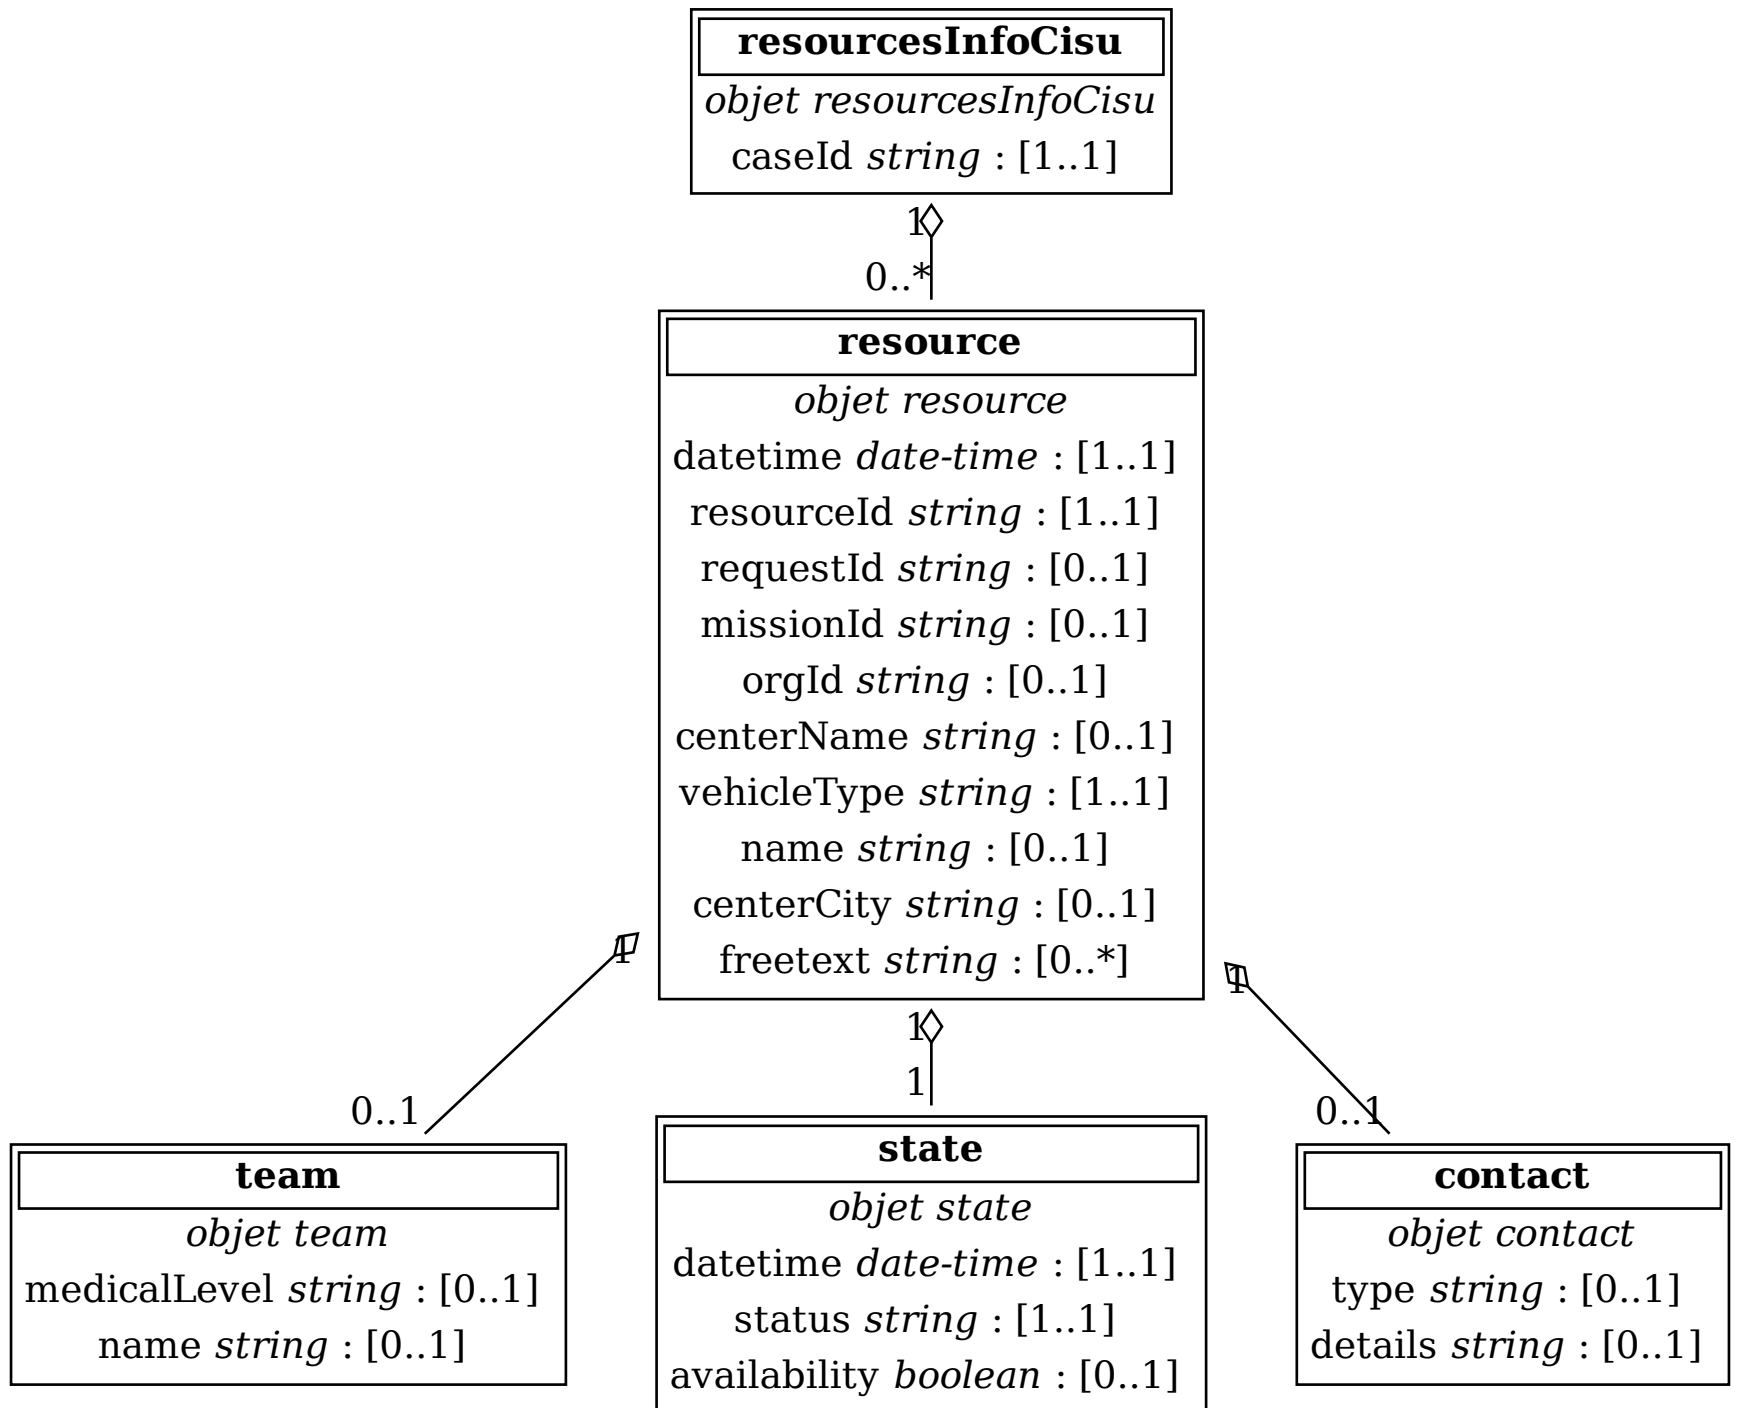 resourcesInfoCisu
objet resourcesInfoCisu
caseId string : [1..1]
1
0..*
resource
objet resource
datetime date-time : [1..1]
resourceId string : [1..1]
requestId string : [0..1]
missionId string : [0..1]
orgId string : [0..1]
centerName string : [0..1]
vehicleType string : [1..1]
name string : [0..1]
centerCity string : [0..1]
freetext string : [0..*]
1
1
1
0..1
1
0..1
team
objet team
medicalLevel string : [0..1]
name string : [0..1]
state
objet state
datetime date-time : [1..1]
status string : [1..1]
availability boolean : [0..1]
contact
objet contact
type string : [0..1]
details string : [0..1]